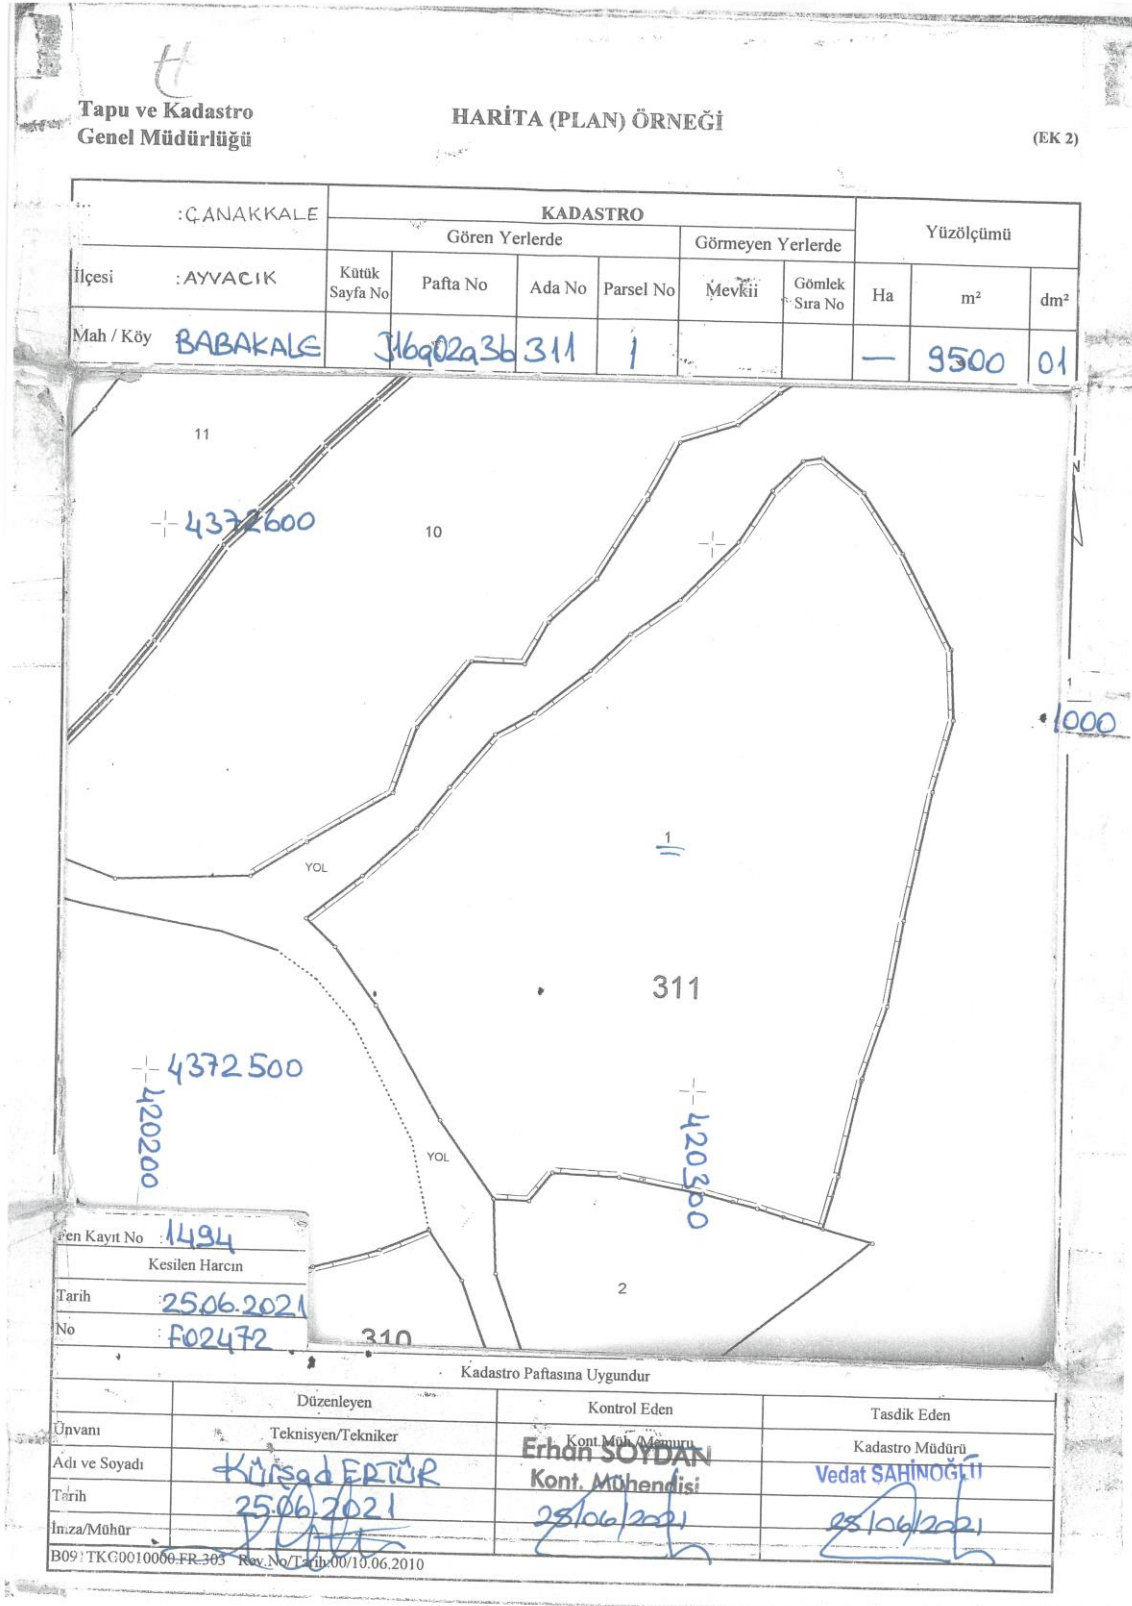 Tapu ve Kadastro
Genel Müdürlüğü
HARİTA (PLAN) ÖRNEĞİ
(EK 2)
:ÇANAKKALE
KADASTRO
Yüzölçümü
Gören Yerlerde
Görmeyen Yerlerde
İlçesi :AYVACIK
Kütük Sayfa No
Pafta No
Ada No
Parsel No
Mevkii
Gömlek Sıra No
Ha
m²
dm²
Mah / Köy BABAKALE J16a02a3b 311 1 — 9500 01
11
4372600
10
N
1
1000
1
YOL
311
4372500
420200
420300
YOL
2
310
Fen Kayıt No : 1494
Kesilen Harcın
Tarih : 25.06.2021
No : F02472
Kadastro Paftasına Uygundur
Düzenleyen
Kontrol Eden
Tasdik Eden
Ünvanı
Teknisyen/Tekniker
Kont.Müh./Memuru
Kadastro Müdürü
Adı ve Soyadı
Kürşad ERTÜR
Erhan SOYDAN
Kont. Mühendisi
Vedat ŞAHİNOĞLU
Tarih
25.06.2021
25/06/2021
25/06/2021
İmza/Mühür
B091TKG0010000.FR.303 Rev.No/Tarih:00/10.06.2010